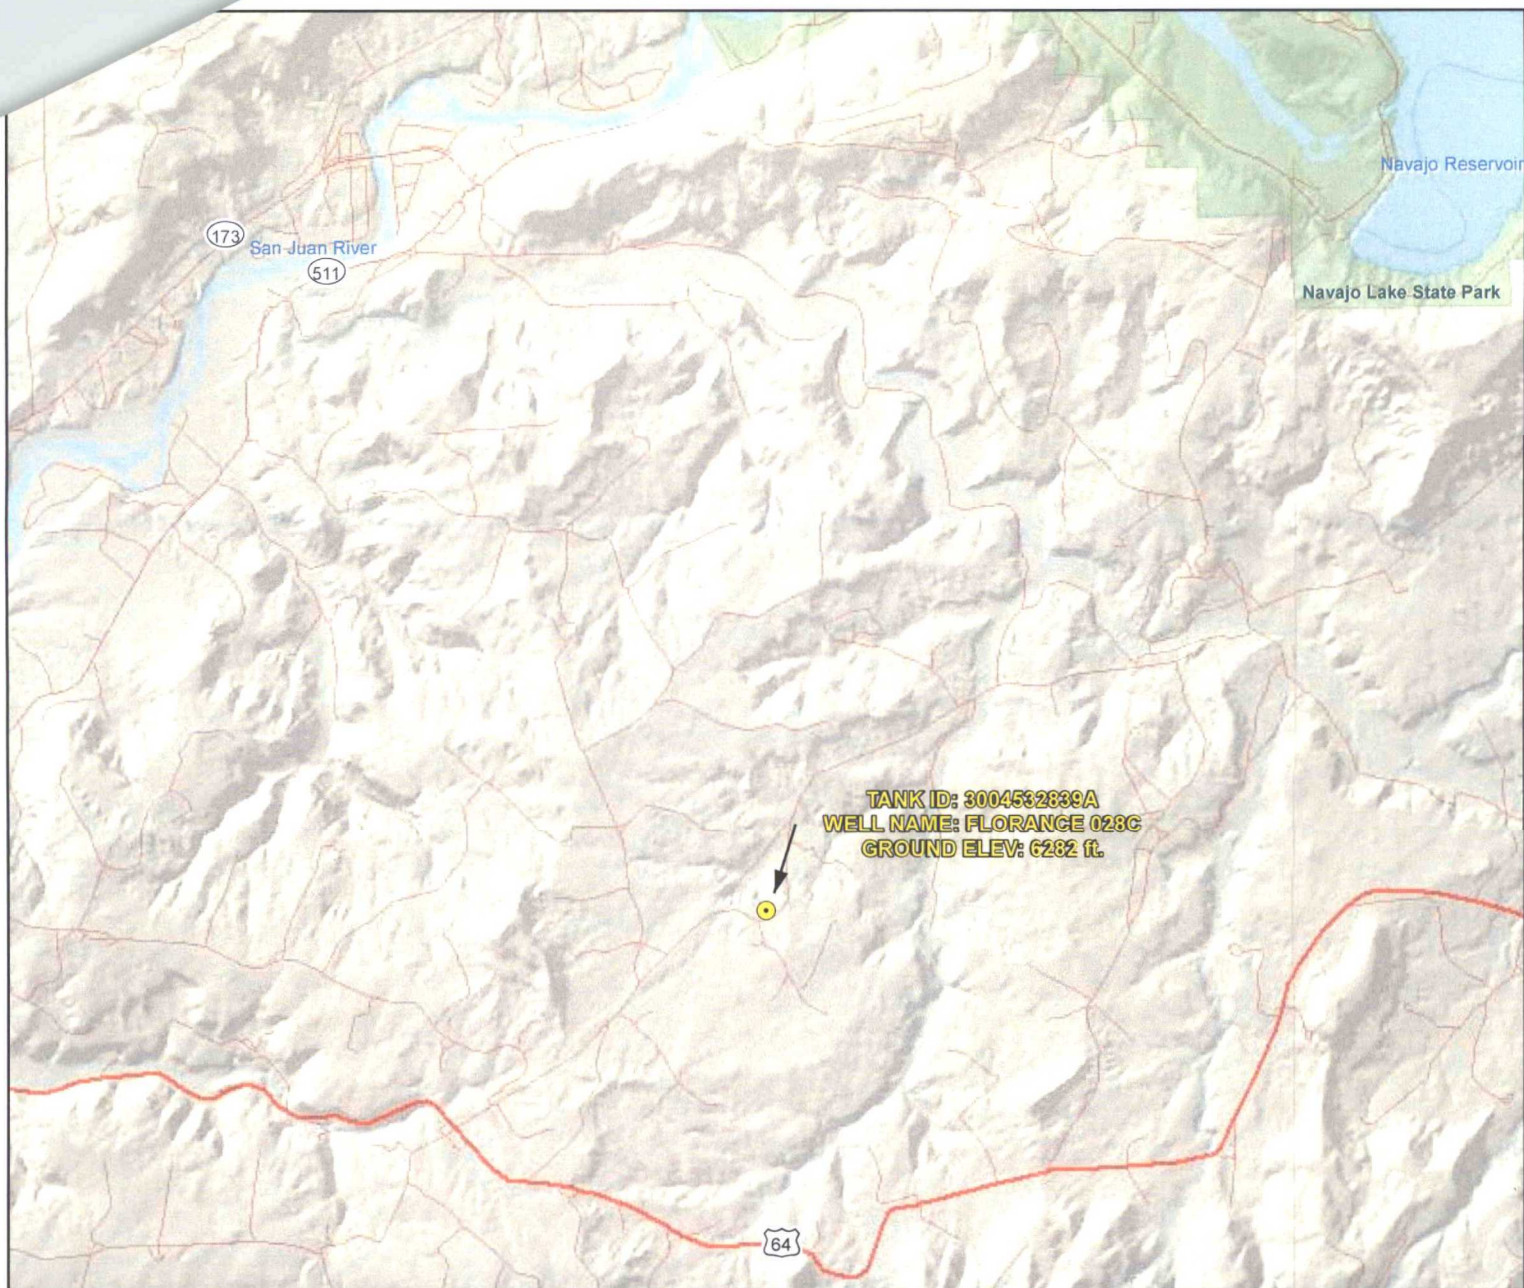 Navajo Reservoir
173
San Juan River
511
Navajo Lake State Park
TANK ID: 3004532839A
WELL NAME: FLORANCE 028C
GROUND ELEV: 6282 ft.
64